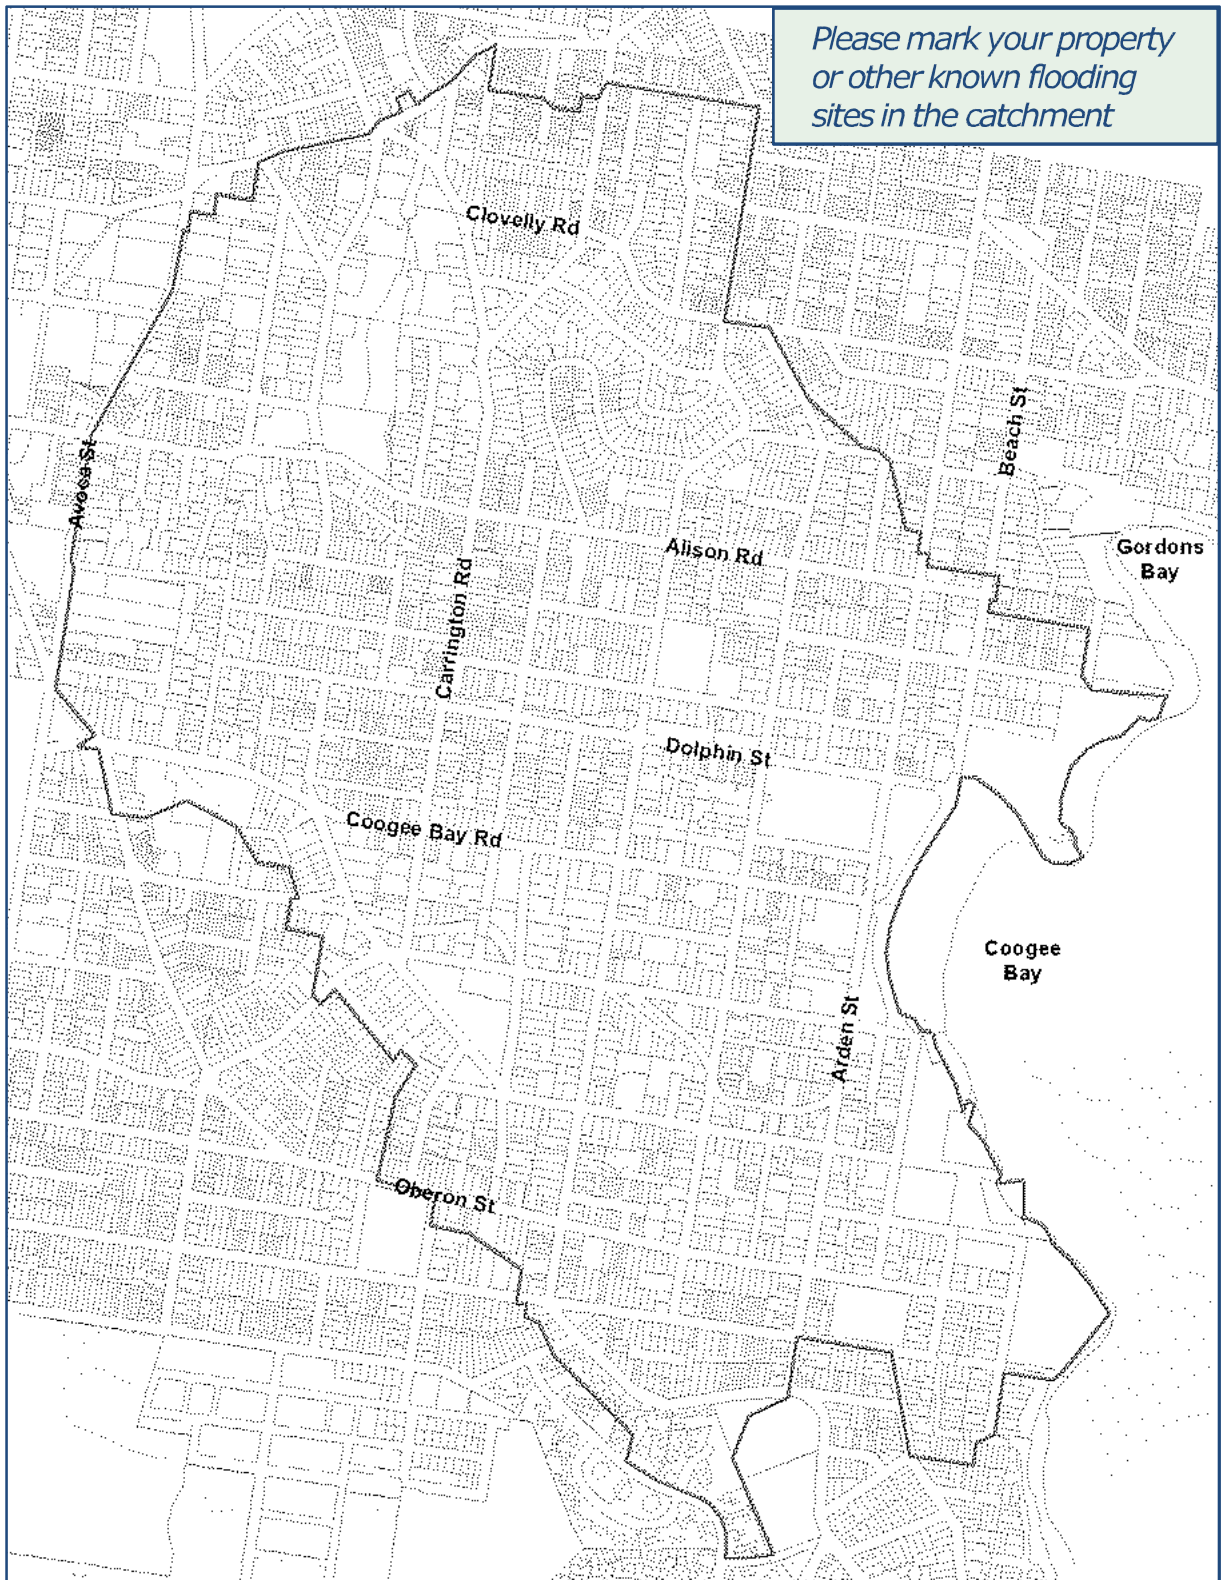 Please mark your property
or other known flooding
sites in the catchment
Clovelly Rd
Beach St
Avoca St
Alison Rd
Gordons
Bay
Carrington Rd
Dolphin St
Coogee Bay Rd
Coogee
Bay
Arden St
Oberon St